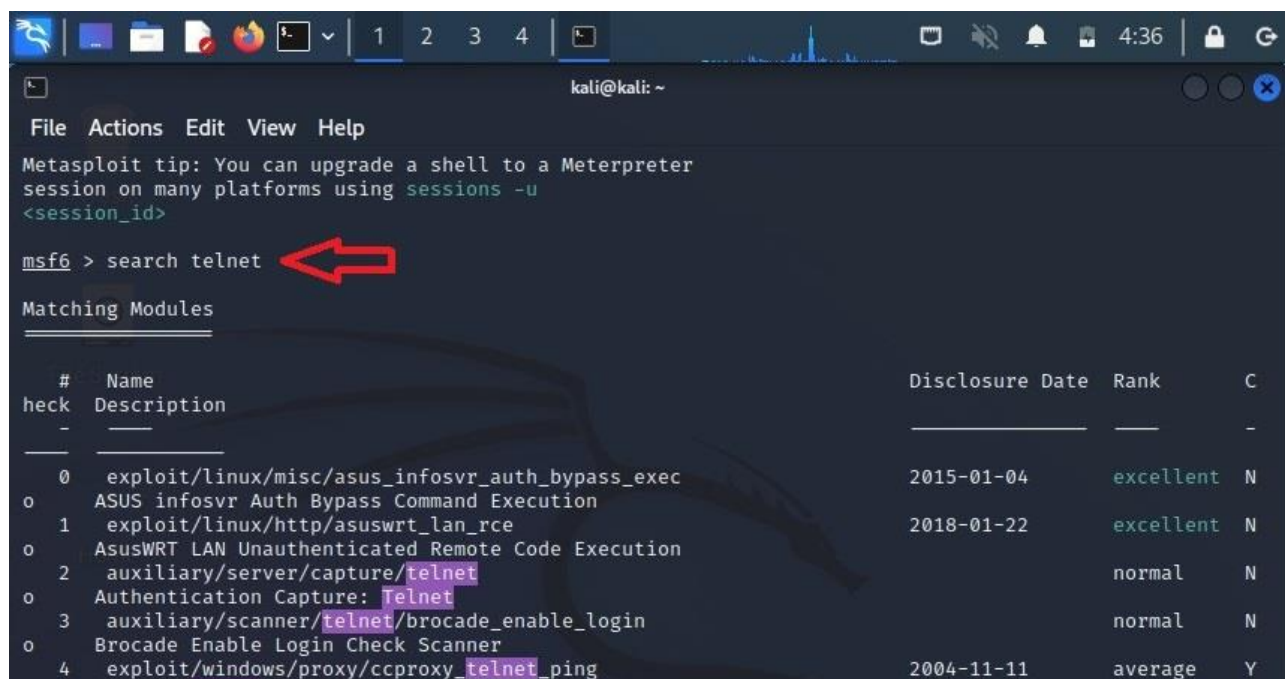 1 2 3 4 4:36
kali@kali: ~
File Actions Edit View Help
Metasploit tip: You can upgrade a shell to a Meterpreter
session on many platforms using sessions -u
<session_id>
msf6 > search telnet
Matching Modules
================
# Name Disclosure Date Rank C
heck Description
- ---- --------------- ---- -
---- -----------
0 exploit/linux/misc/asus_infosvr_auth_bypass_exec 2015-01-04 excellent N
o ASUS infosvr Auth Bypass Command Execution
1 exploit/linux/http/asuswrt_lan_rce 2018-01-22 excellent N
o AsusWRT LAN Unauthenticated Remote Code Execution
2 auxiliary/server/capture/telnet normal N
o Authentication Capture: Telnet
3 auxiliary/scanner/telnet/brocade_enable_login normal N
o Brocade Enable Login Check Scanner
4 exploit/windows/proxy/ccproxy_telnet_ping 2004-11-11 average Y